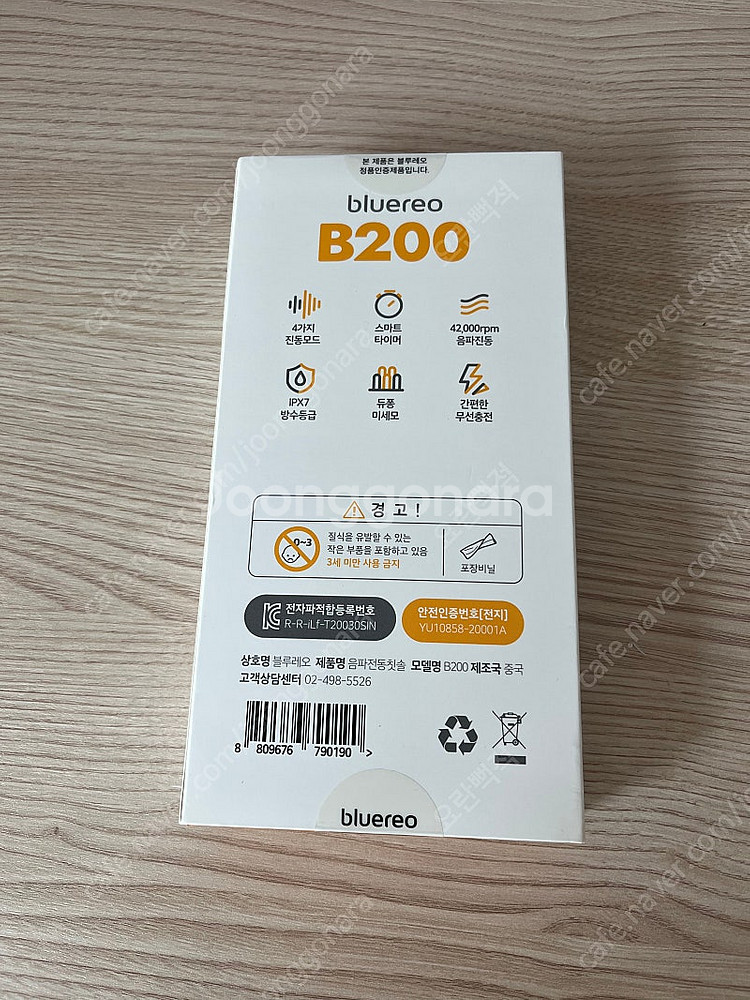 본 제품은 블루레오
정품인증제품입니다.
bluereo
B200
4가지
진동모드
스마트
타이머
42,000rpm
음파진동
IPX7
방수등급
듀퐁
미세모
간편한
무선충전
Joonggonara
경 고 !
0~3
질식을 유발할 수 있는
작은 부품을 포함하고 있음
3세 미만 사용 금지
포장비닐
전자파적합등록번호
R-R-iLf-T20030SiN
안전인증번호[전지]
YU10858-20001A
상호명 블루레오 제품명 음파전동칫솔 모델명 B200 제조국 중국
고객상담센터 02-498-5526
8 809676 790190 >
bluereo
cafe.naver.com/joonggonara